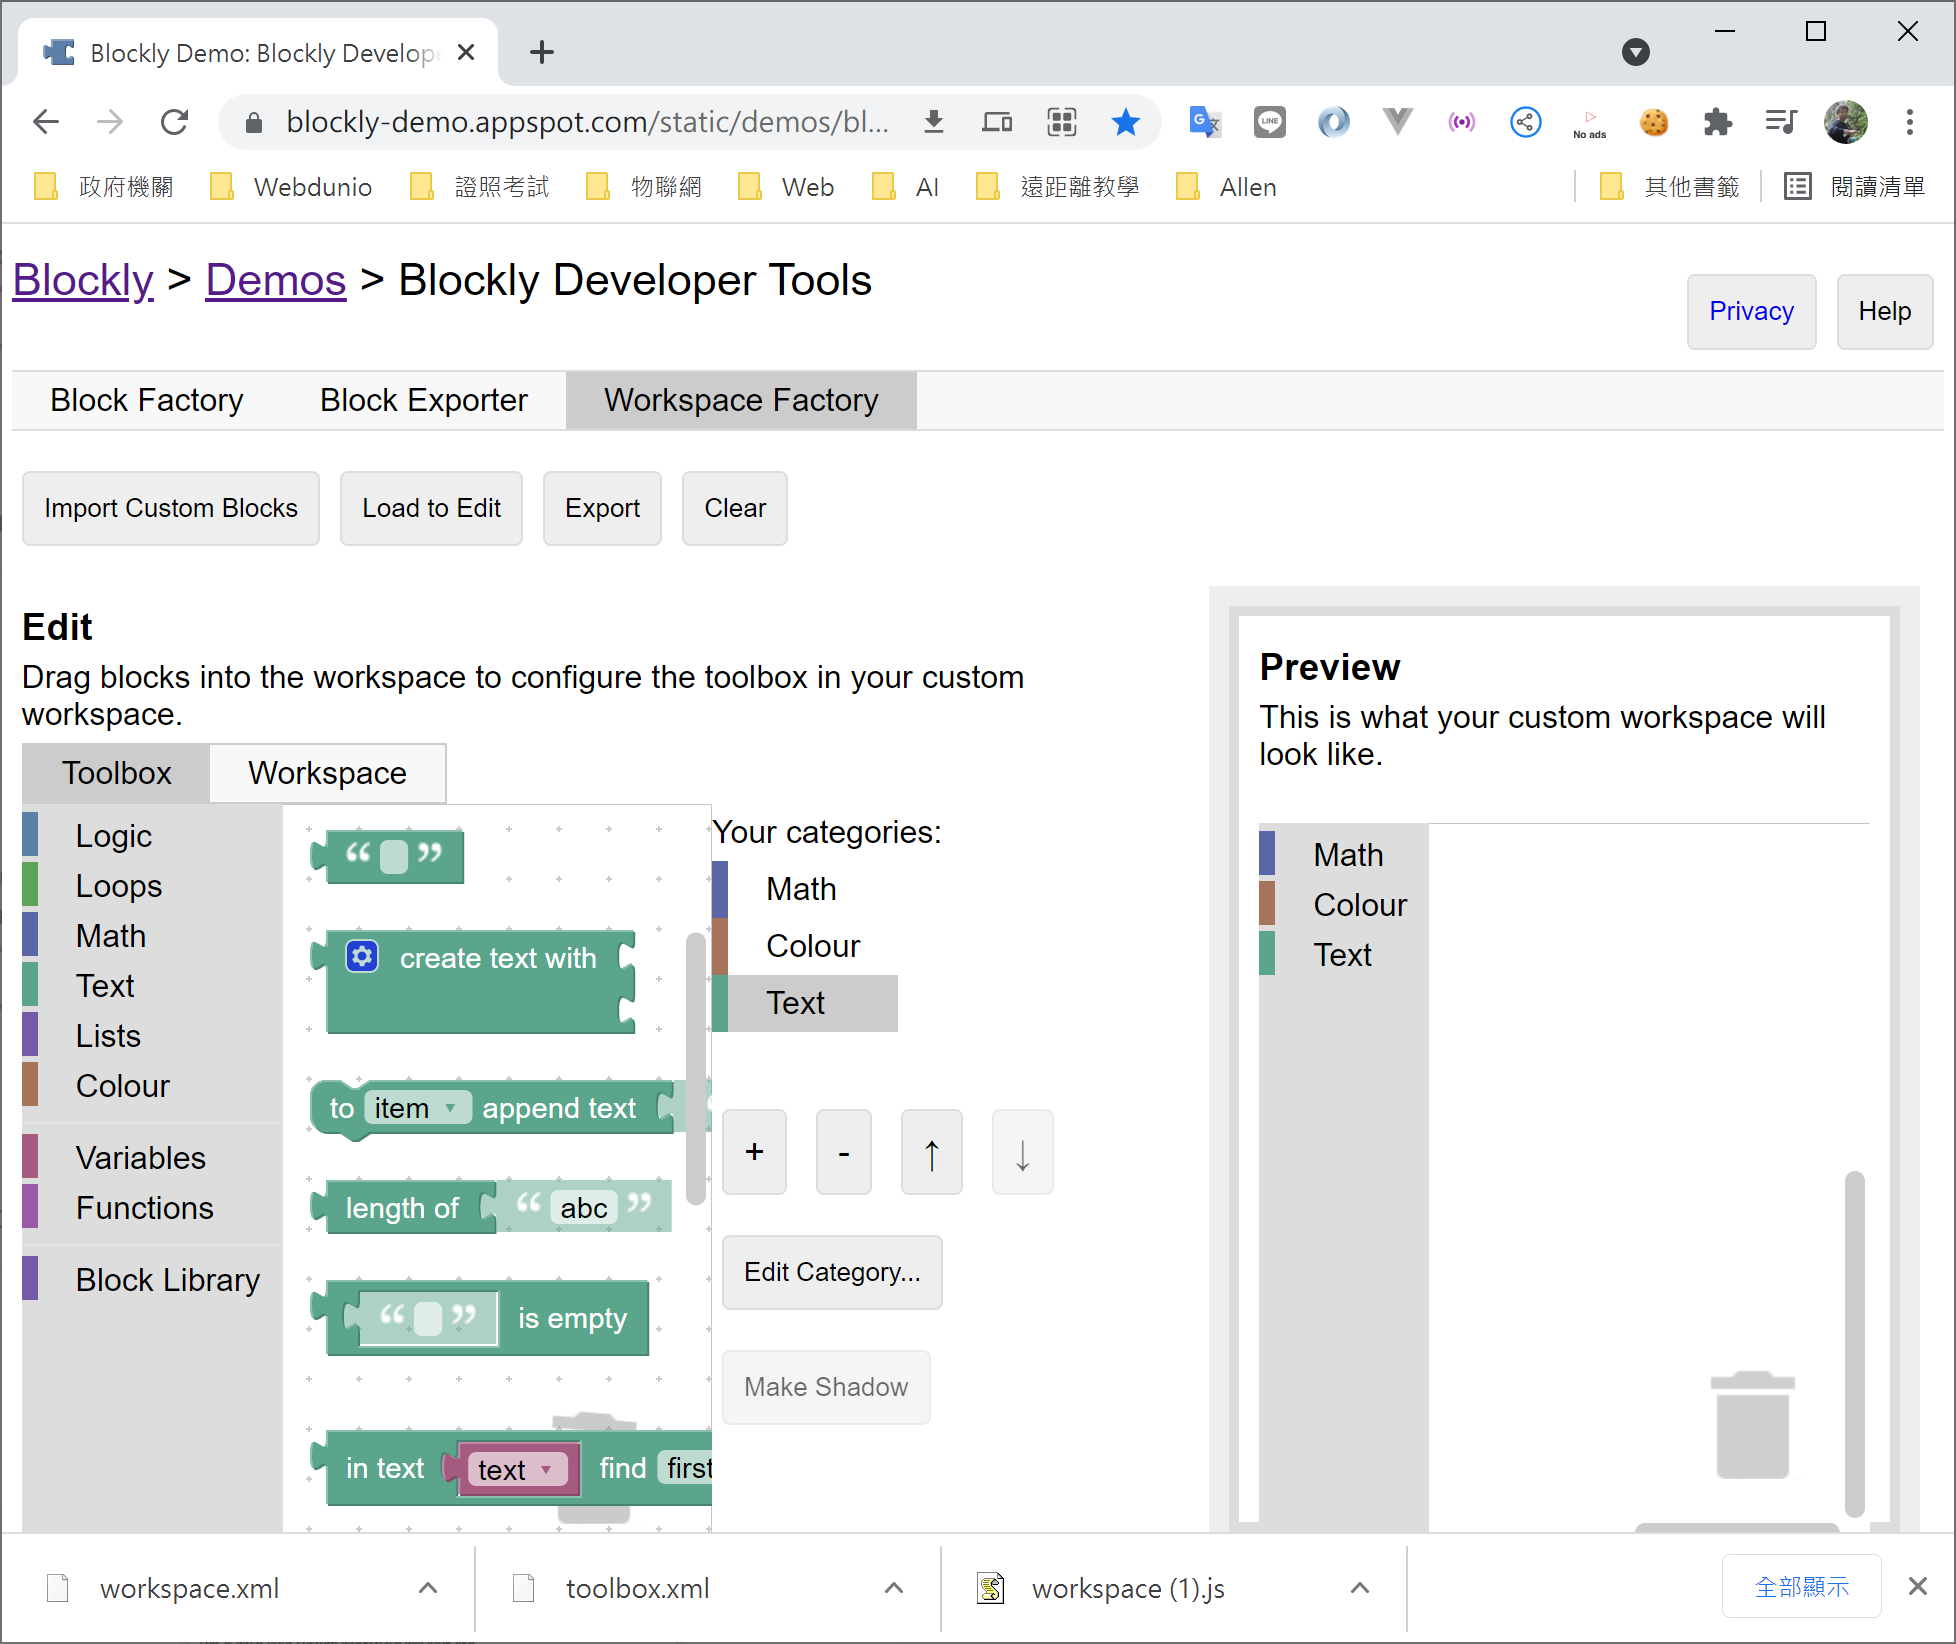 Blockly Demo: Blockly Develope
blockly-demo.appspot.com/static/demos/bl...
LINE
No ads
政府機關
Webdunio
證照考試
物聯網
Web
AI
遠距離教學
Allen
其他書籤
閱讀清單
Blockly > Demos > Blockly Developer Tools
Privacy
Help
Block Factory
Block Exporter
Workspace Factory
Import Custom Blocks
Load to Edit
Export
Clear
Edit
Drag blocks into the workspace to configure the toolbox in your custom
workspace.
Toolbox
Workspace
Logic
Loops
Math
Text
Lists
Colour
Variables
Functions
Block Library
“ ”
create text with
to item ▾ append text “
length of “ abc ”
“ ” is empty
in text text ▾ find first
Your categories:
Math
Colour
Text
+
-
↑
↓
Edit Category...
Make Shadow
Preview
This is what your custom workspace will
look like.
Math
Colour
Text
workspace.xml
toolbox.xml
workspace (1).js
全部顯示